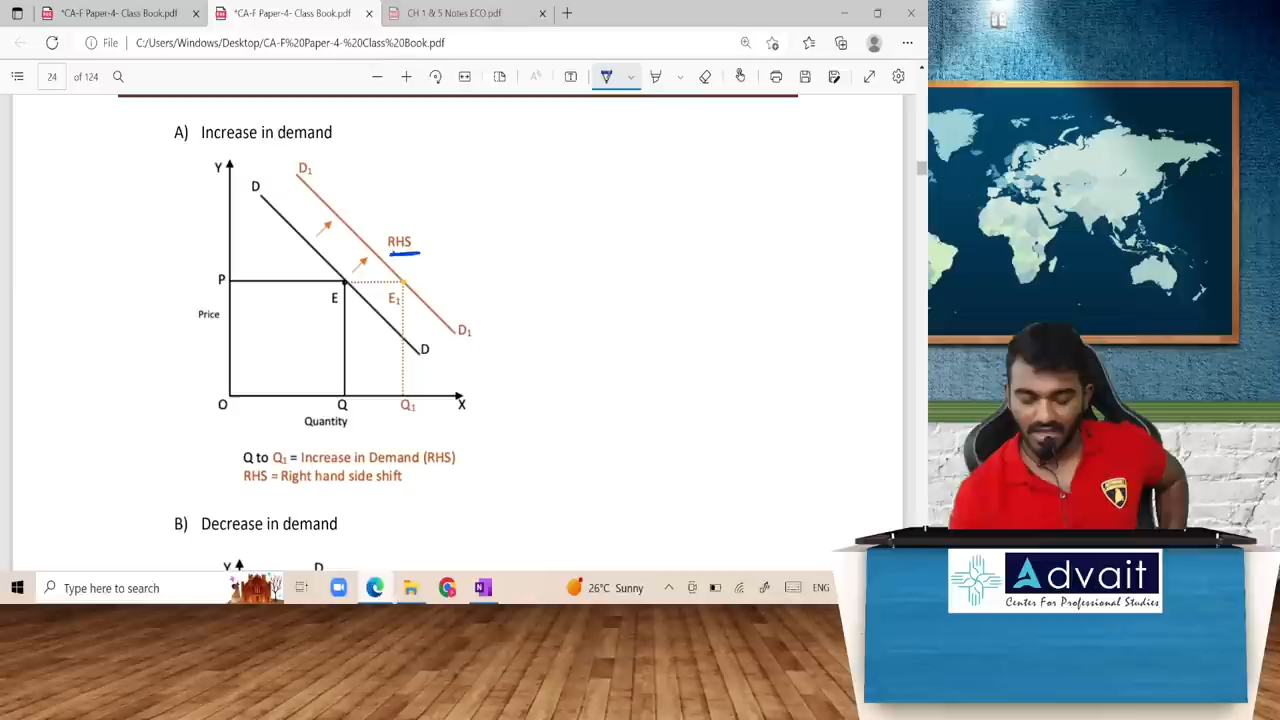 *CA-F Paper-4- Class Book.pdf
*CA-F Paper-4- Class Book.pdf
CH 1 & 5 Notes ECO.pdf
File
C:/Users/Windows/Desktop/CA-F%20Paper-4-%20Class%20Book.pdf
24 of 124
A) Increase in demand
Y
D
D1
RHS
P
E
E1
Price
D1
D
O
Q
Q1
X
Quantity
Q to Q1 = Increase in Demand (RHS)
RHS = Right hand side shift
B) Decrease in demand
Y
D
Type here to search
26°C Sunny
ENG
Advait
Center For Professional Studies